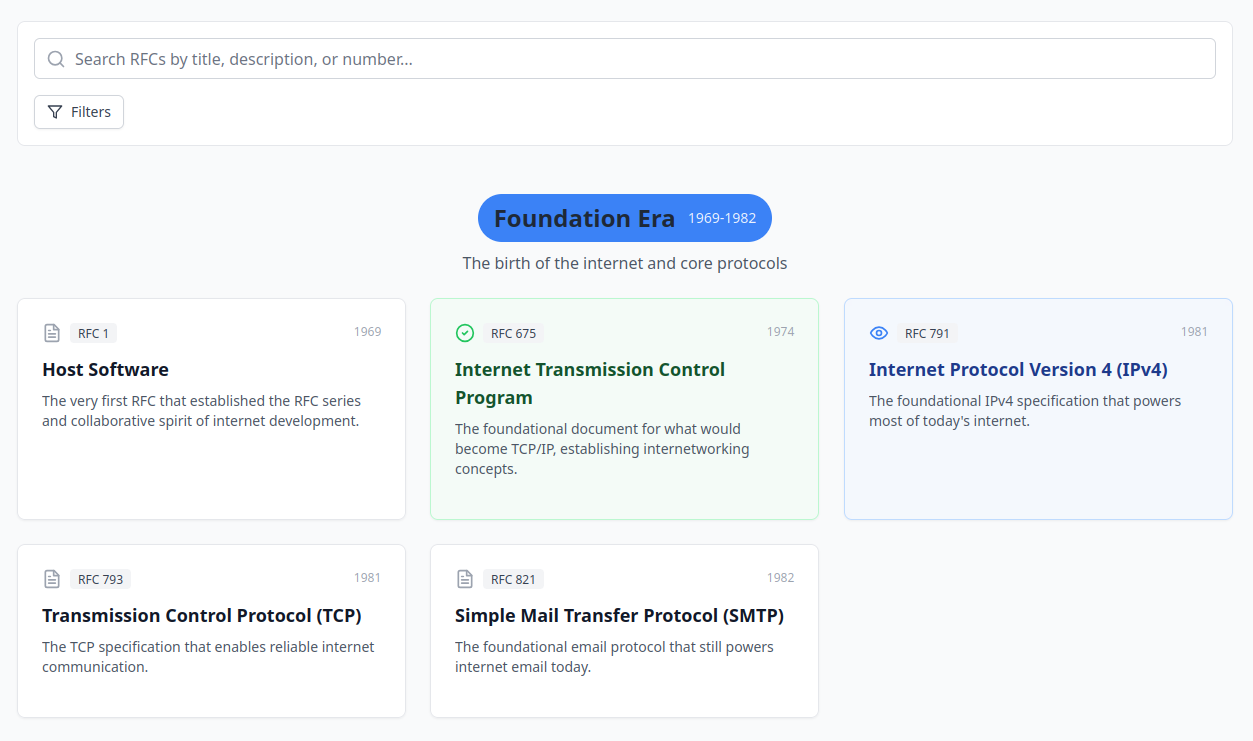 Search RFCs by title, description, or number...
Filters
Foundation Era 1969-1982
The birth of the internet and core protocols
RFC 1 1969
Host Software
The very first RFC that established the RFC series
and collaborative spirit of internet development.
RFC 675 1974
Internet Transmission Control
Program
The foundational document for what would
become TCP/IP, establishing internetworking
concepts.
RFC 791 1981
Internet Protocol Version 4 (IPv4)
The foundational IPv4 specification that powers
most of today's internet.
RFC 793 1981
Transmission Control Protocol (TCP)
The TCP specification that enables reliable internet
communication.
RFC 821 1982
Simple Mail Transfer Protocol (SMTP)
The foundational email protocol that still powers
internet email today.